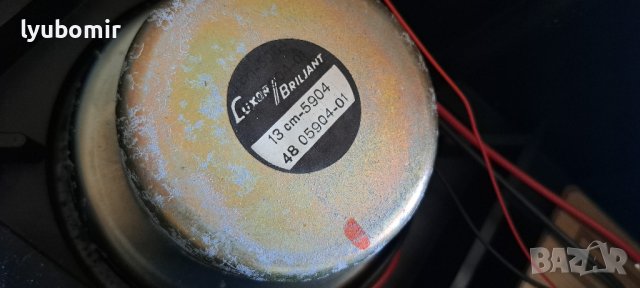 lyubomir
LUXOR BRILJANT
13 cm-5904
48 05904-01
BAZAR